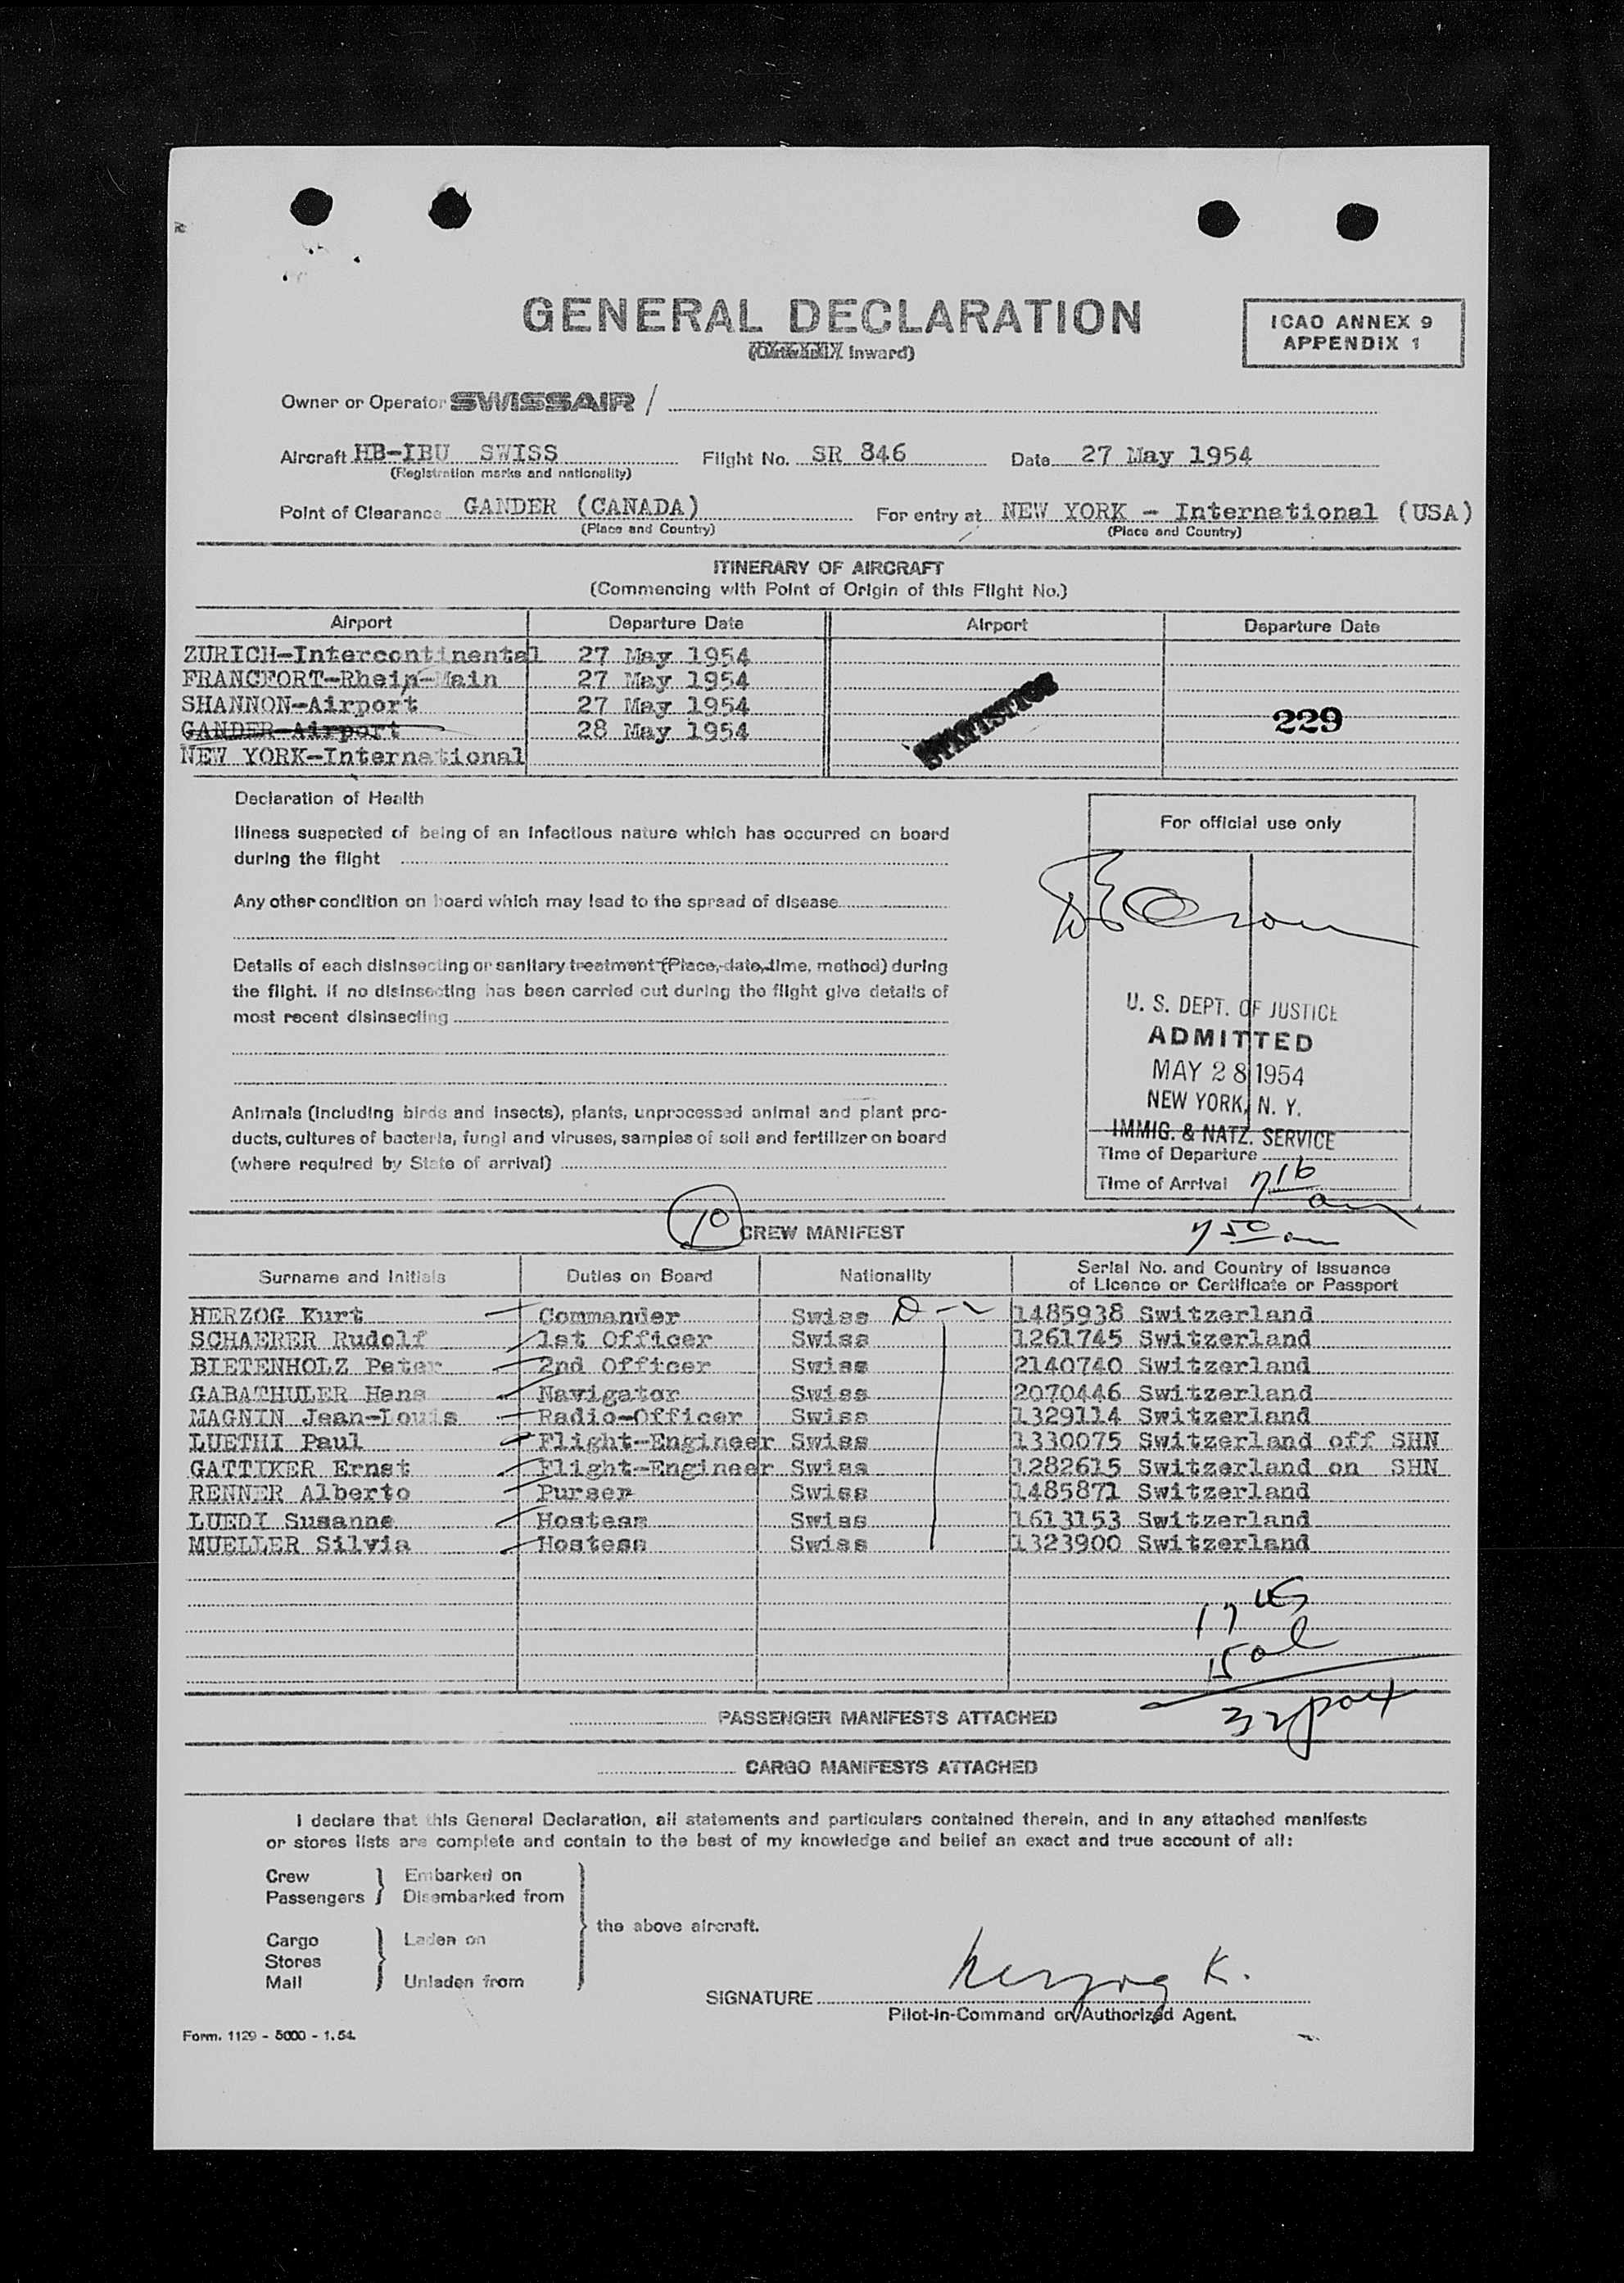 GENERAL DECLARATION
(Outward/ Inward)
ICAO ANNEX 9
APPENDIX 1
Owner or Operator SWISSAIR /
Aircraft HB-IBU SWISS Flight No. SR 846 Date 27 May 1954
(Registration marks and nationality)
Point of Clearance GANDER (CANADA) For entry at NEW YORK - International (USA)
(Place and Country) (Place and Country)
ITINERARY OF AIRCRAFT
(Commencing with Point of Origin of this Flight No.)
Airport Departure Date Airport Departure Date
ZURICH-Intercontinental 27 May 1954
FRANCFORT-Rhein-Main 27 May 1954
SHANNON-Airport 27 May 1954
GANDER-Airport 28 May 1954
NEW YORK-International
STATISTICS
229
Declaration of Health
Illness suspected of being of an infectious nature which has occurred on board
during the flight
Any other condition on board which may lead to the spread of disease
Details of each disinsecting or sanitary treatment (Place, date, time, method) during
the flight. If no disinsecting has been carried out during the flight give details of
most recent disinsecting
Animals (including birds and insects), plants, unprocessed animal and plant pro-
ducts, cultures of bacteria, fungi and viruses, samples of soil and fertilizer on board
(where required by State of arrival)
For official use only
U. S. DEPT. OF JUSTICE
ADMITTED
MAY 28 1954
NEW YORK, N. Y.
IMMIG. & NATZ. SERVICE
Time of Departure
Time of Arrival 7 16 am
7 50 am
10 CREW MANIFEST
Surname and Initials Duties on Board Nationality Serial No. and Country of Issuance
of Licence or Certificate or Passport
HERZOG Kurt Commander Swiss D-2 1485938 Switzerland
SCHAERER Rudolf 1st Officer Swiss 1261745 Switzerland
BIETENHOLZ Peter 2nd Officer Swiss 2140740 Switzerland
GABATHULER Hans Navigator Swiss 2070446 Switzerland
MAGNIN Jean-Louis Radio-Officer Swiss 1329114 Switzerland
LUETHI Paul Flight-Engineer Swiss 1330075 Switzerland off SHN
GATTIKER Ernst Flight-Engineer Swiss 1282615 Switzerland on SHN
RENNER Alberto Purser Swiss 1485871 Switzerland
LUEDI Susanne Hostess Swiss 1613153 Switzerland
MUELLER Silvia Hostess Swiss 1323900 Switzerland
17 US
15 al
32 pax
PASSENGER MANIFESTS ATTACHED
CARGO MANIFESTS ATTACHED
I declare that this General Declaration, all statements and particulars contained therein, and in any attached manifests
or stores lists are complete and contain to the best of my knowledge and belief an exact and true account of all:
Crew Embarked on
Passengers Disembarked from
the above aircraft.
Cargo Laden on
Stores
Mail Unladen from
SIGNATURE Herzog K.
Pilot-in-Command or Authorized Agent.
Form. 1129 - 5000 - 1.54.